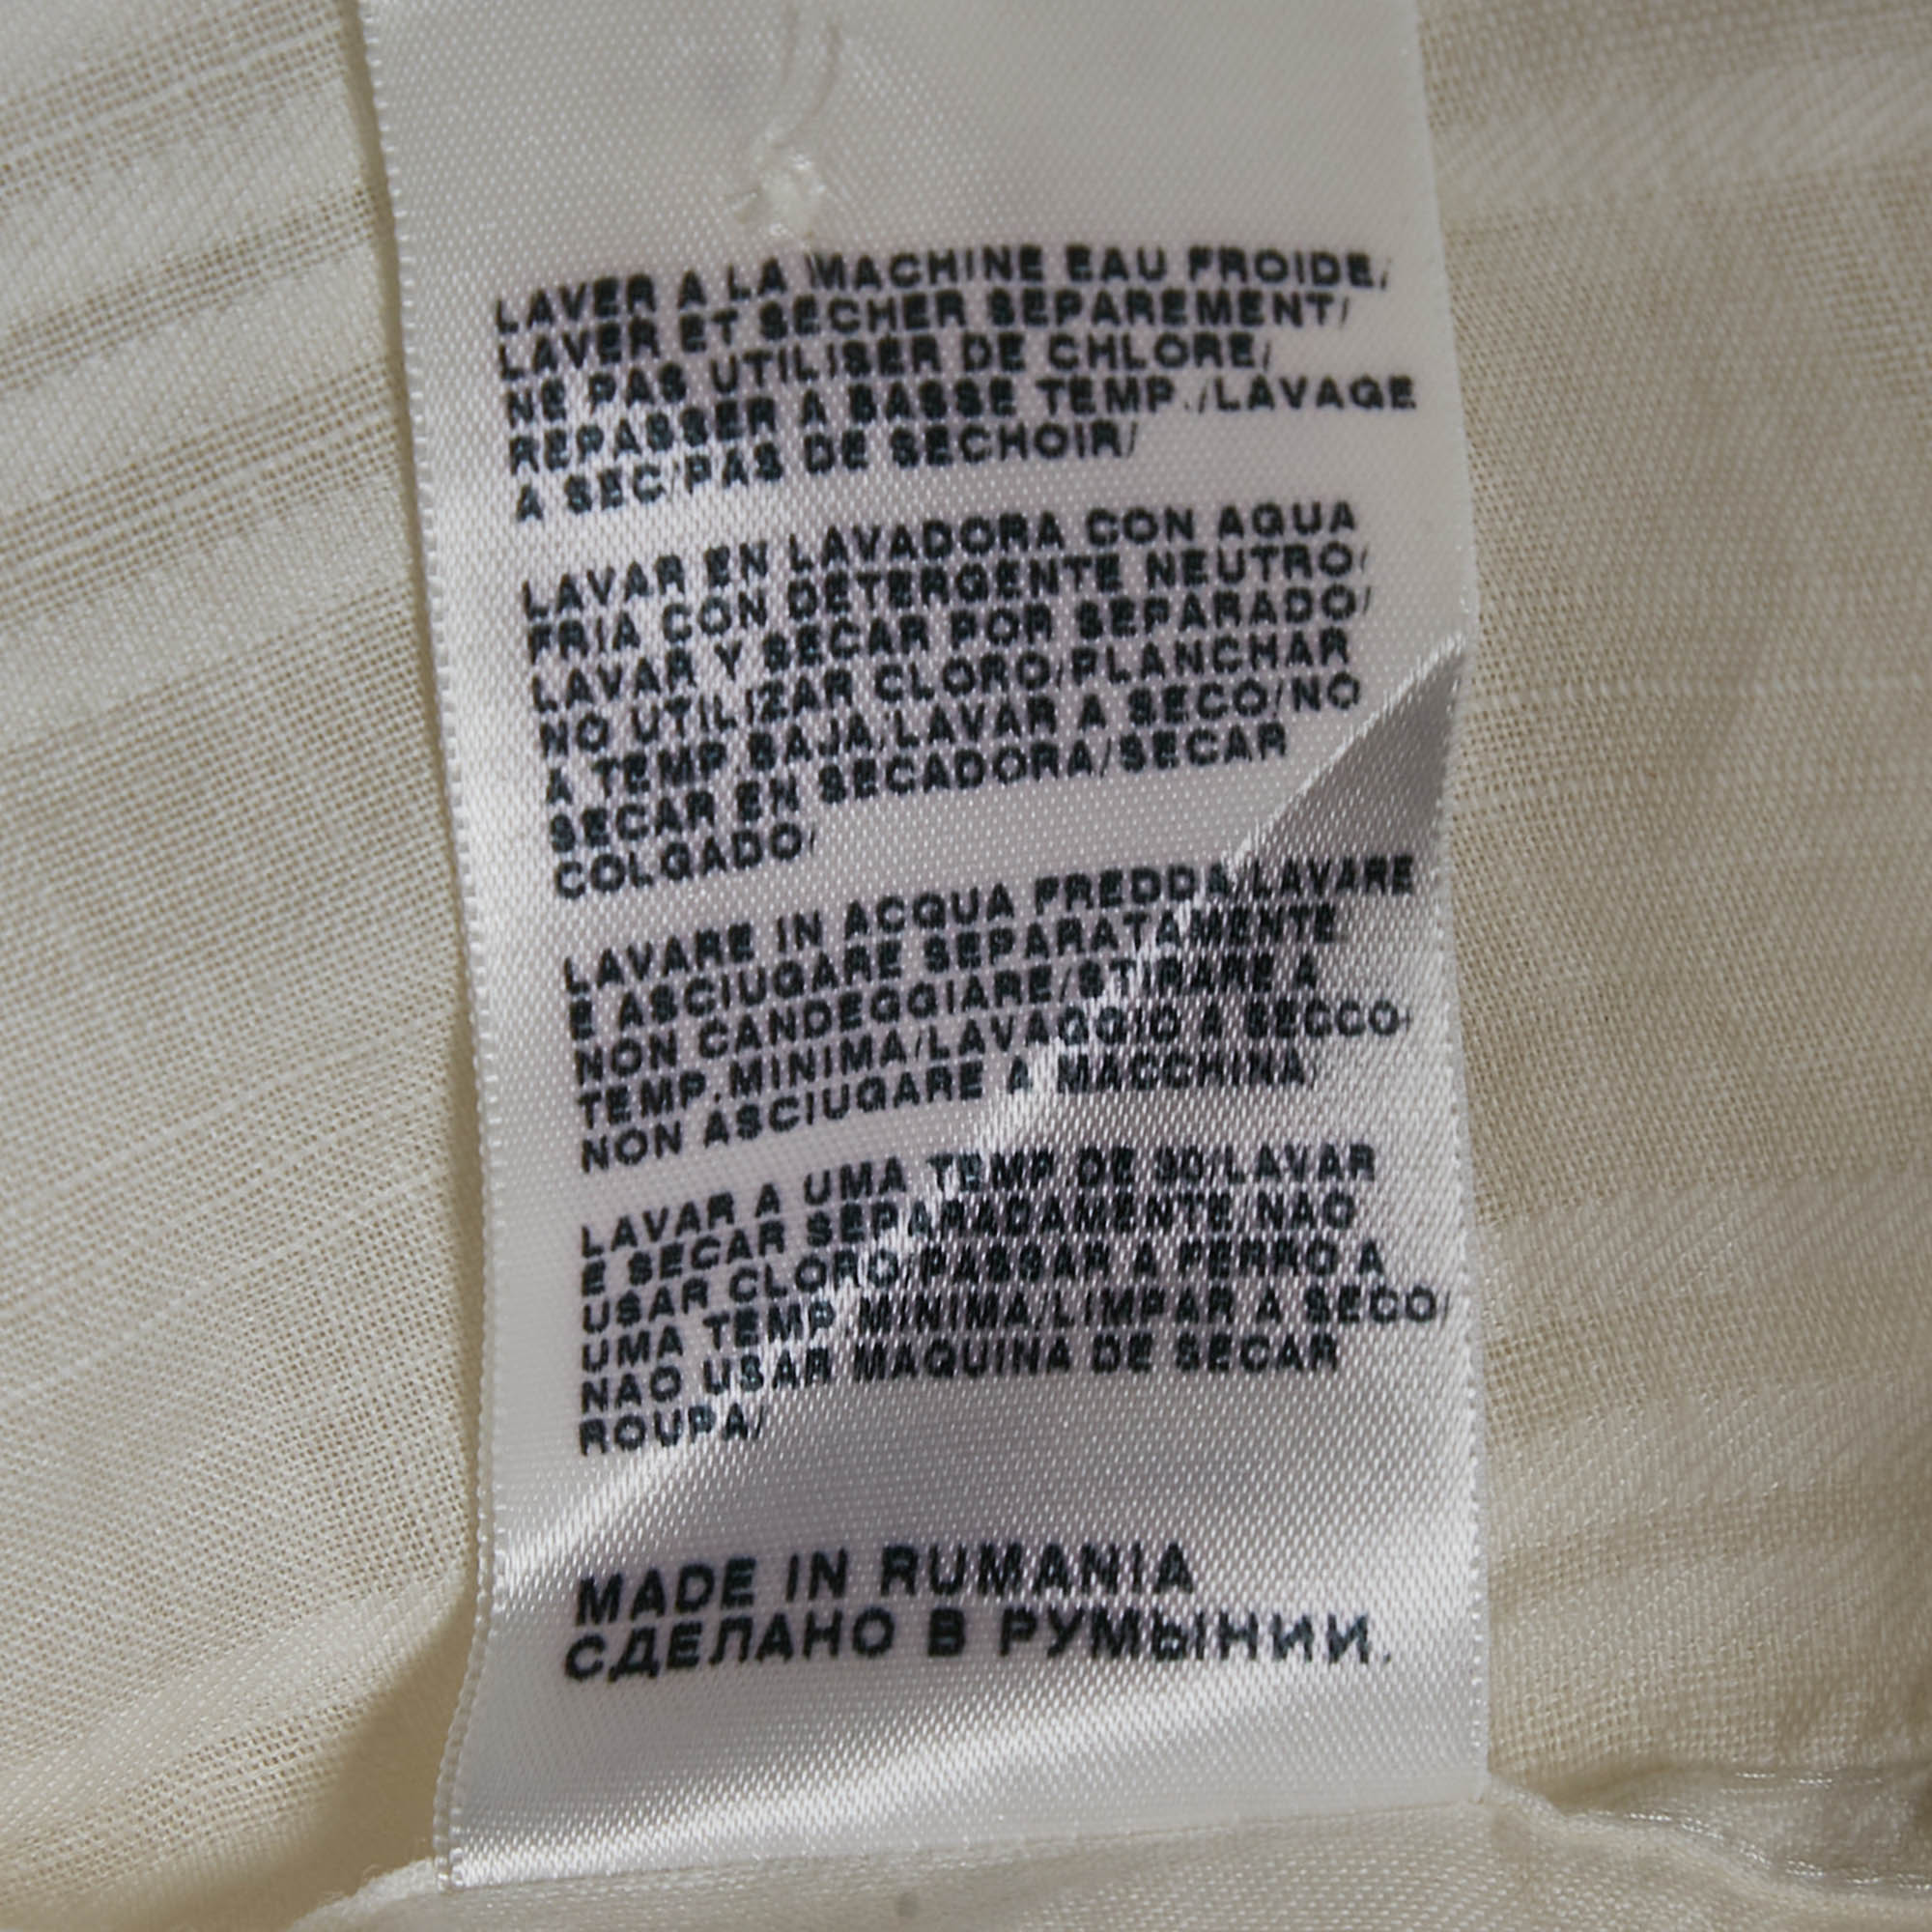 LAVER A LA MACHINE EAU FROIDE/
LAVER ET SECHER SEPAREMENT/
NE PAS UTILISER DE CHLORE/
REPASSER A BASSE TEMP./LAVAGE
A SEC/PAS DE SECHOIR/
LAVAR EN LAVADORA CON AGUA
FRIA CON DETERGENTE NEUTRO/
LAVAR Y SECAR POR SEPARADO/
NO UTILIZAR CLORO/PLANCHAR
A TEMP BAJA/LAVAR A SECO/NO
SECAR EN SECADORA/SECAR
COLGADO/
LAVARE IN ACQUA FREDDA/LAVARE
E ASCIUGARE SEPARATAMENTE
NON CANDEGGIARE/STIRARE A
TEMP.MINIMA/LAVAGGIO A SECCO-
NON ASCIUGARE A MACCHINA
LAVAR A UMA TEMP DE 30/LAVAR
E SECAR SEPARADAMENTE NAO
USAR CLORO/PASSAR A FERRO A
UMA TEMP.MINIMA/LIMPAR A SECO/
NAO USAR MAQUINA DE SECAR
ROUPA/
MADE IN RUMANIA
СДЕЛАНО В РУМЫНИИ.